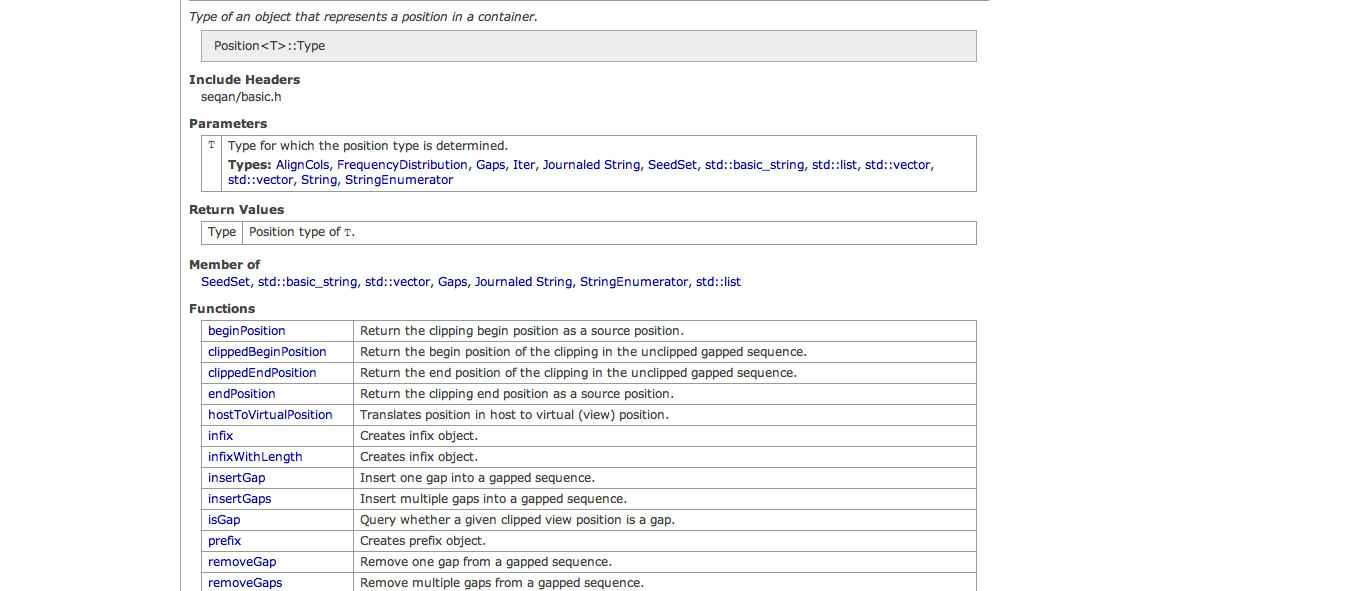 Type of an object that represents a position in a container.
Position<T>::Type
Include Headers
seqan/basic.h
Parameters
T Type for which the position type is determined.
Types: AlignCols, FrequencyDistribution, Gaps, Iter, Journaled String, SeedSet, std::basic_string, std::list, std::vector,
std::vector, String, StringEnumerator
Return Values
Type Position type of T.
Member of
SeedSet, std::basic_string, std::vector, Gaps, Journaled String, StringEnumerator, std::list
Functions
beginPosition Return the clipping begin position as a source position.
clippedBeginPosition Return the begin position of the clipping in the unclipped gapped sequence.
clippedEndPosition Return the end position of the clipping in the unclipped gapped sequence.
endPosition Return the clipping end position as a source position.
hostToVirtualPosition Translates position in host to virtual (view) position.
infix Creates infix object.
infixWithLength Creates infix object.
insertGap Insert one gap into a gapped sequence.
insertGaps Insert multiple gaps into a gapped sequence.
isGap Query whether a given clipped view position is a gap.
prefix Creates prefix object.
removeGap Remove one gap from a gapped sequence.
removeGaps Remove multiple gaps from a gapped sequence.